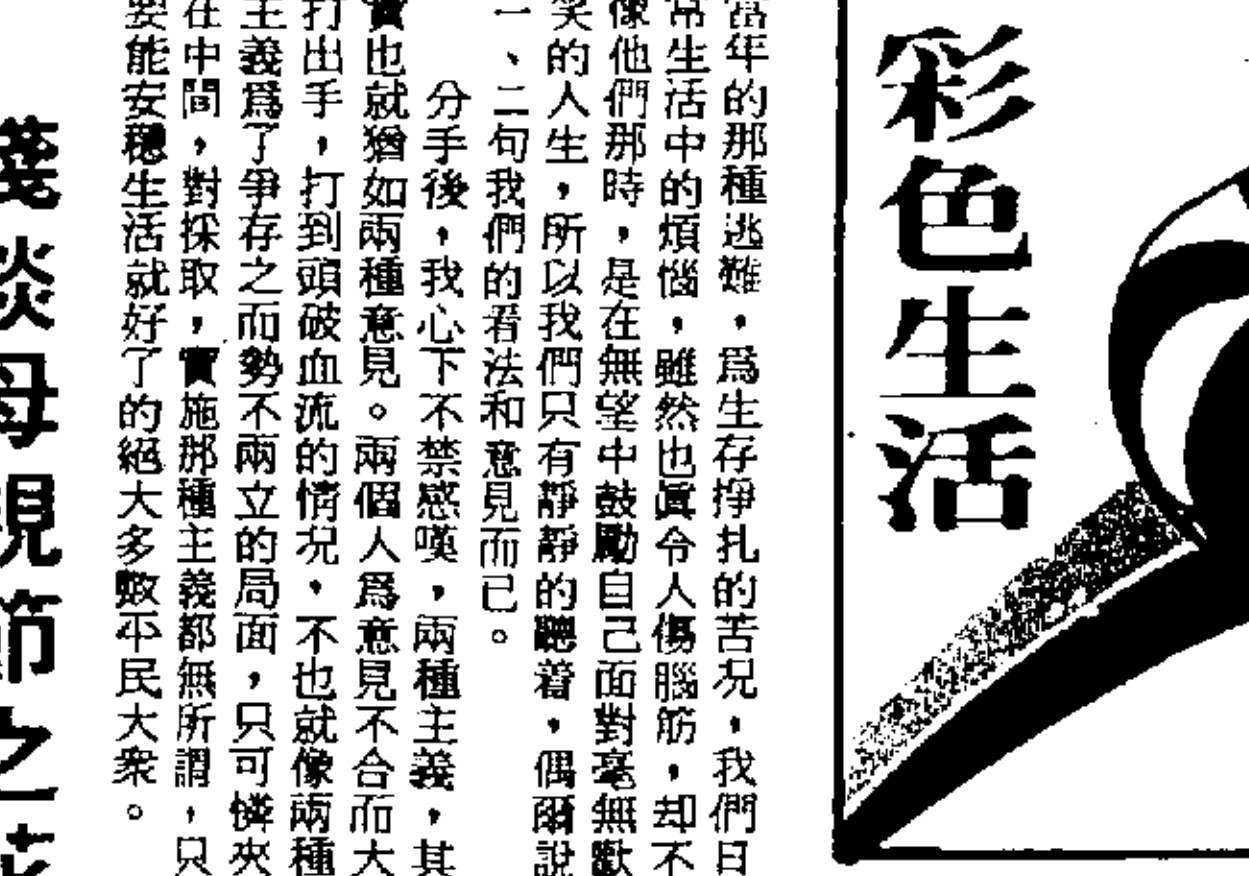 彩色生活
當年的那種逃難，爲生存掙扎的苦況，我們日
常生活中的煩惱，雖然也眞令人傷腦筋，却不
像他們那時，是在無望中鼓勵自己面對毫無歡
笑的人生，所以我們只有靜靜的聽着，偶爾說
一、二句我們的看法和意見而已。
分手後，我心下不禁感嘆，兩種主義，其
實也就猶如兩種意見。兩個人爲意見不合而大
打出手，打到頭破血流的情況，不也就像兩種
主義爲了爭存之而勢不兩立的局面，只可憐夾
在中間，對採取，實施那種主義都無所謂，只
要能安穩生活就好了的絕大多數平民大衆。
談母親節之花